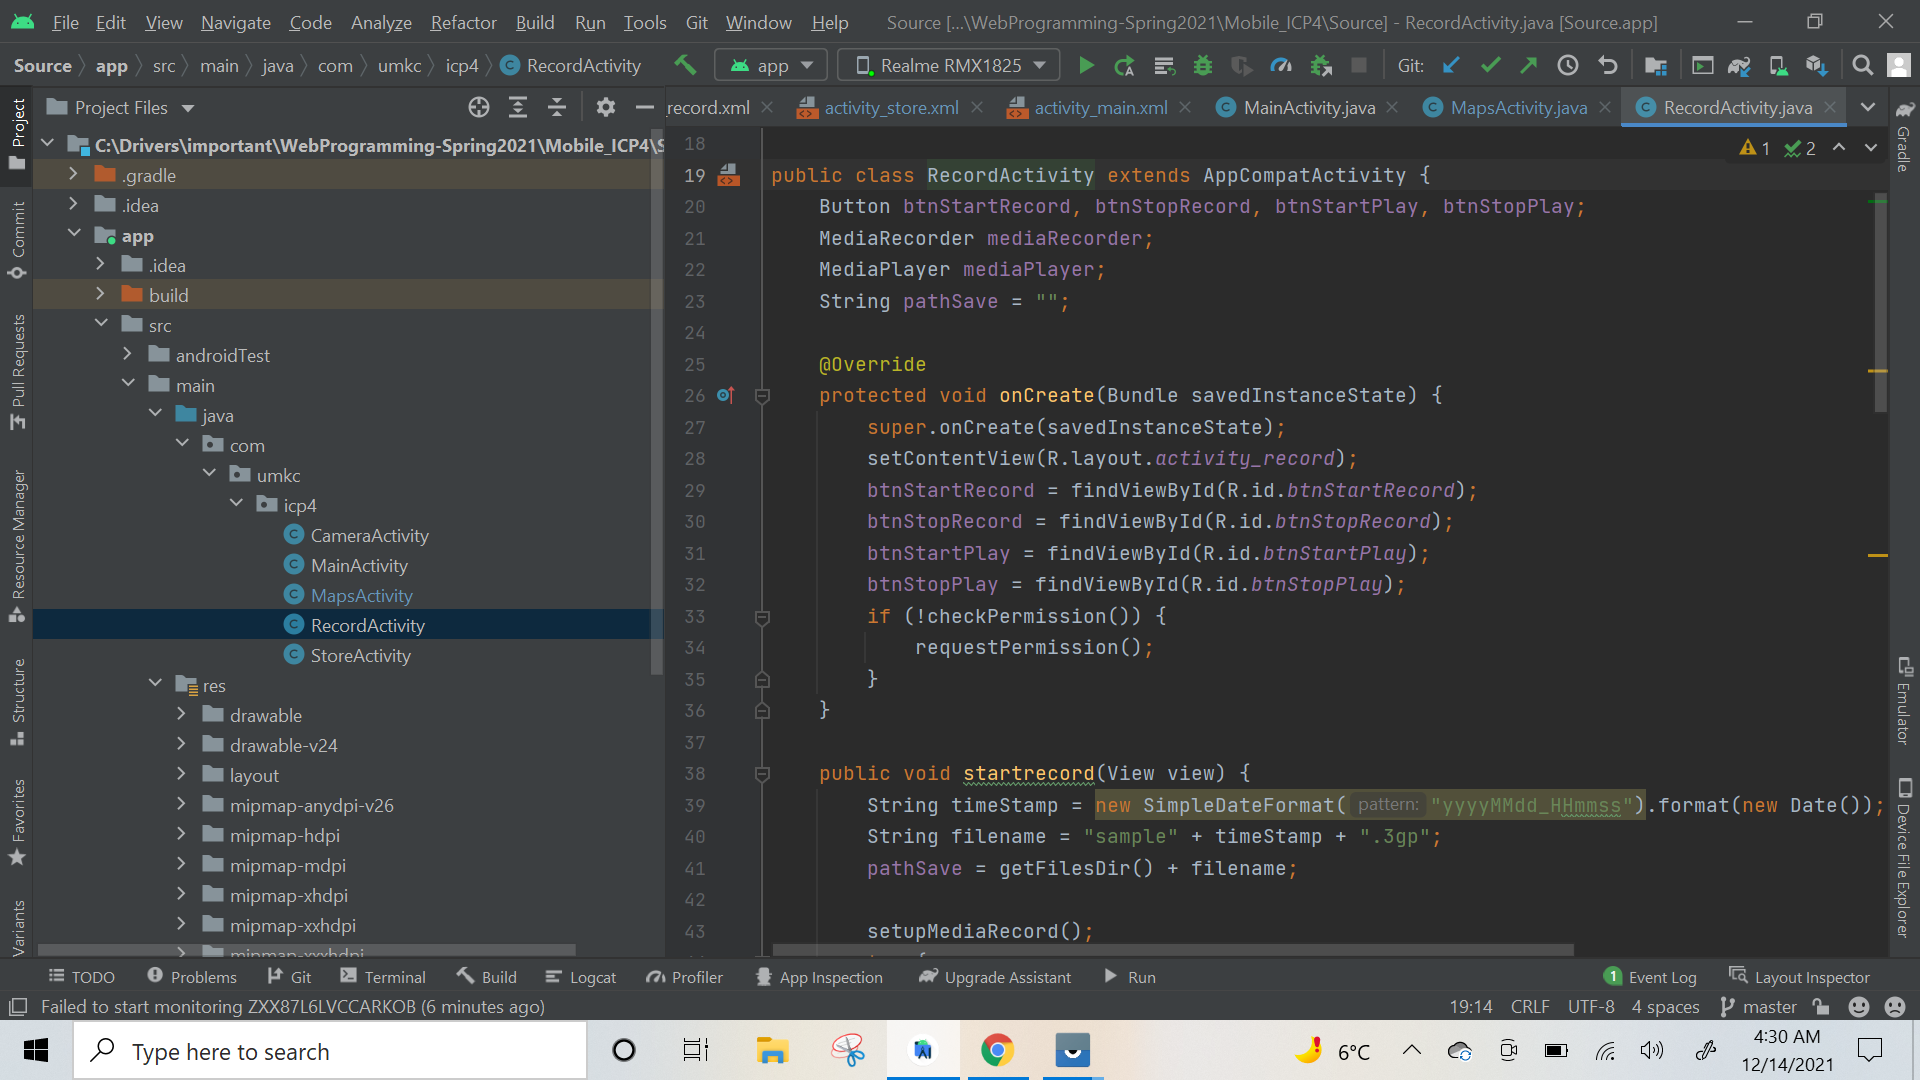 File Edit View Navigate Code Analyze Refactor Build Run Tools Git Window Help Source [...\WebProgramming-Spring2021\Mobile_ICP4\Source] - RecordActivity.java [Source.app]
Source app src main java com umkc icp4 RecordActivity app Realme RMX1825 Git:
Project Files
record.xml activity_store.xml activity_main.xml MainActivity.java MapsActivity.java RecordActivity.java
C:\Drivers\important\WebProgramming-Spring2021\Mobile_ICP4\S
.gradle
.idea
app
.idea
build
src
androidTest
main
java
com
umkc
icp4
CameraActivity
MainActivity
MapsActivity
RecordActivity
StoreActivity
res
drawable
drawable-v24
layout
mipmap-anydpi-v26
mipmap-hdpi
mipmap-mdpi
mipmap-xhdpi
mipmap-xxhdpi
mipmap-xxxhdpi
Project
Commit
Pull Requests
Resource Manager
Structure
Favorites
Variants
1 2
18
19 public class RecordActivity extends AppCompatActivity {
20 Button btnStartRecord, btnStopRecord, btnStartPlay, btnStopPlay;
21 MediaRecorder mediaRecorder;
22 MediaPlayer mediaPlayer;
23 String pathSave = "";
24
25 @Override
26 protected void onCreate(Bundle savedInstanceState) {
27 super.onCreate(savedInstanceState);
28 setContentView(R.layout.activity_record);
29 btnStartRecord = findViewById(R.id.btnStartRecord);
30 btnStopRecord = findViewById(R.id.btnStopRecord);
31 btnStartPlay = findViewById(R.id.btnStartPlay);
32 btnStopPlay = findViewById(R.id.btnStopPlay);
33 if (!checkPermission()) {
34 requestPermission();
35 }
36 }
37
38 public void startrecord(View view) {
39 String timeStamp = new SimpleDateFormat( pattern: "yyyyMMdd_HHmmss").format(new Date());
40 String filename = "sample" + timeStamp + ".3gp";
41 pathSave = getFilesDir() + filename;
42
43 setupMediaRecord();
Gradle
Emulator
Device File Explorer
TODO Problems Git Terminal Build Logcat Profiler App Inspection Upgrade Assistant Run 1 Event Log Layout Inspector
Failed to start monitoring ZXX87L6LVCCARKOB (6 minutes ago) 19:14 CRLF UTF-8 4 spaces master
Type here to search
6°C
4:30 AM
12/14/2021